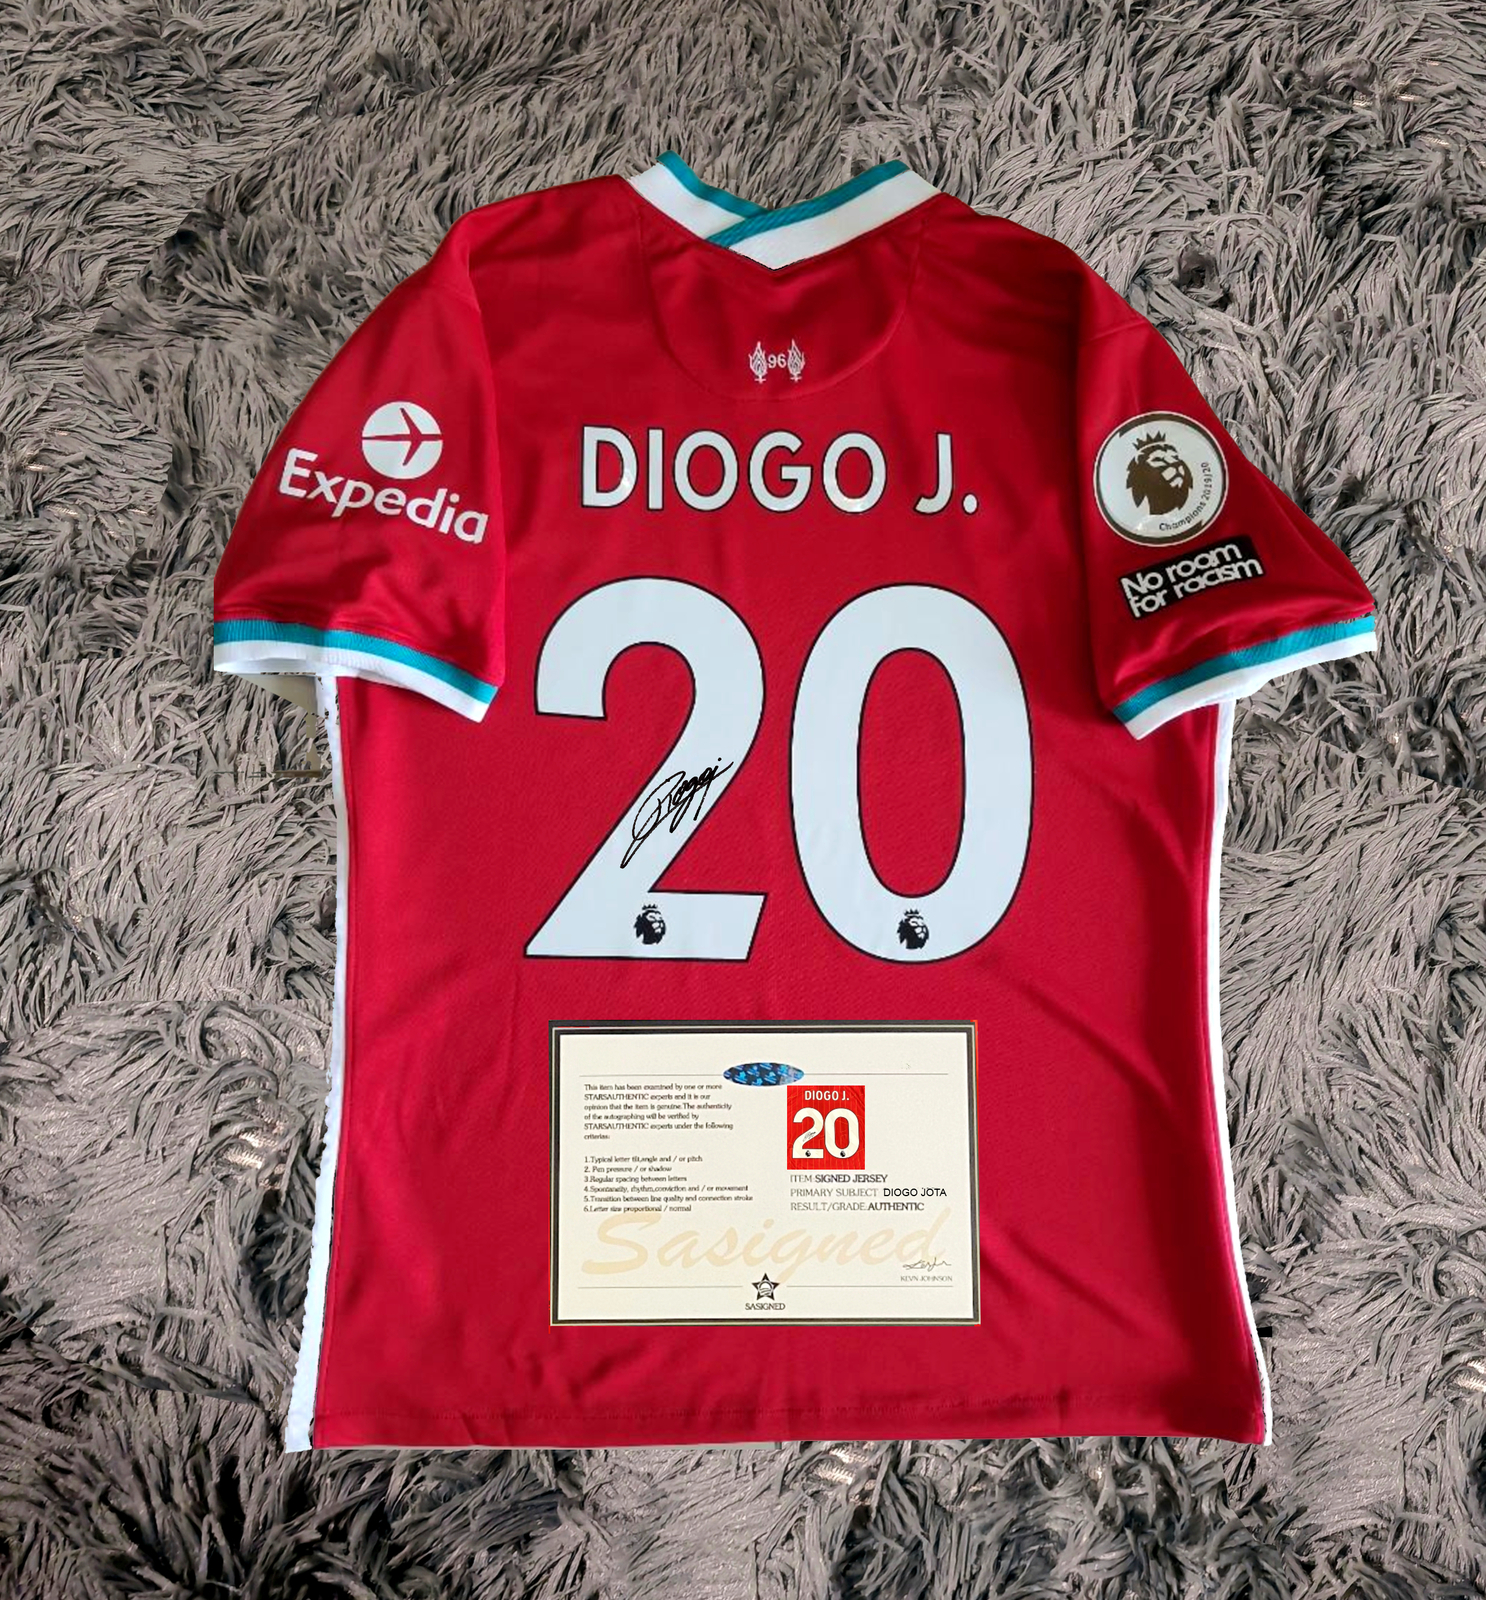 96
DIOGO J.
20
Expedia
Champions 2019/20
No room
for racism
This item has been examined by one or more
STARSAUTHENTIC experts and it is our
opinion that the item is genuine.The authenticity
of the autographing will be verified by
STARSAUTHENTIC experts under the following
criterias:
1.Typical letter tilt,angle and / or pitch
2. Pen pressure / or shadow
3.Regular spacing between letters
4.Spontaneity, rhythm,conviction and / or movement
5.Transition between line quality and connection stroke
6.Letter size proportional / normal
DIOGO J.
20
ITEM:SIGNED JERSEY
PRIMARY SUBJECT DIOGO JOTA
RESULT/GRADE:AUTHENTIC
Sasigned
KEVN JOHNSON
SASIGNED